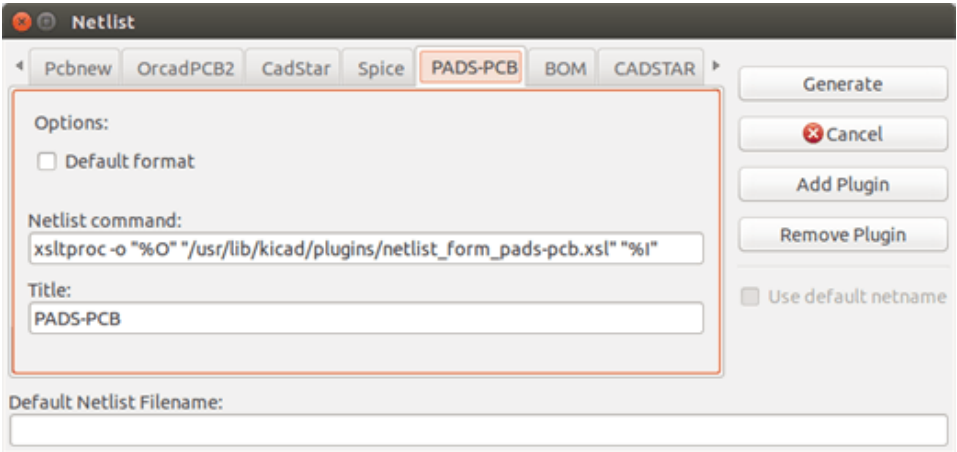 Netlist
Pcbnew OrcadPCB2 CadStar Spice PADS-PCB BOM CADSTAR
Generate
Options:
Cancel
Default format
Add Plugin
Netlist command:
Remove Plugin
xsltproc -o "%O" "/usr/lib/kicad/plugins/netlist_form_pads-pcb.xsl" "%I"
Title:
Use default netname
PADS-PCB
Default Netlist Filename: